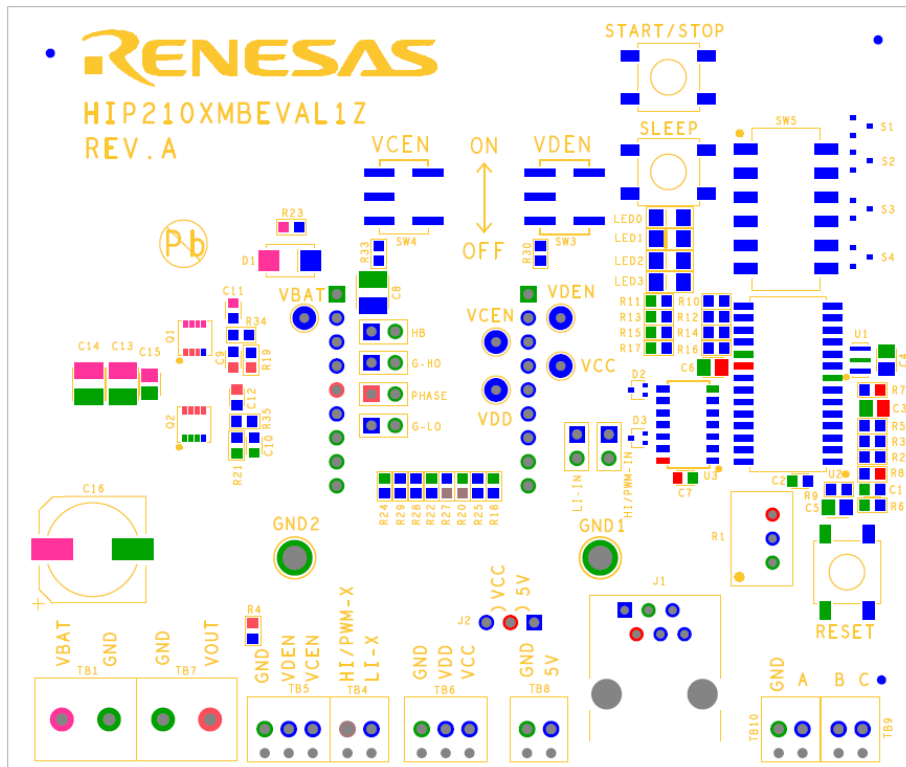 RENESAS
HIP210XMBEVAL1Z
REV.A
START/STOP
SLEEP
SW5
S1
S2
S3
S4
VCEN
ON
VDEN
SW4
OFF
SW3
LED0
LED1
LED2
LED3
Pb
R23
D1
R33
R30
C8
VBAT
VCEN
VDEN
VCC
VDD
HB
G-HO
PHASE
G-LO
C11
R34
Q1
C9
R19
C14
C13
C15
C12
Q2
R35
R21
C10
R11
R10
R13
R12
R15
R14
R17
R16
C6
U1
C4
D2
D3
R7
C3
R5
R3
R2
R8
C1
R6
U3
C7
C2
U2
R9
C5
LI-IN
HI/PWM-IN
R24
R29
R28
R22
R27
R20
R25
R18
C16
GND2
GND1
R1
RESET
J1
J2
VCC
5V
R4
VBAT
GND
GND
VOUT
GND
VDEN
VCEN
HI/PWM-X
LI-X
GND
VDD
VCC
GND
5V
GND
A
B
C
TB1
TB7
TB5
TB4
TB6
TB8
TB10
TB9